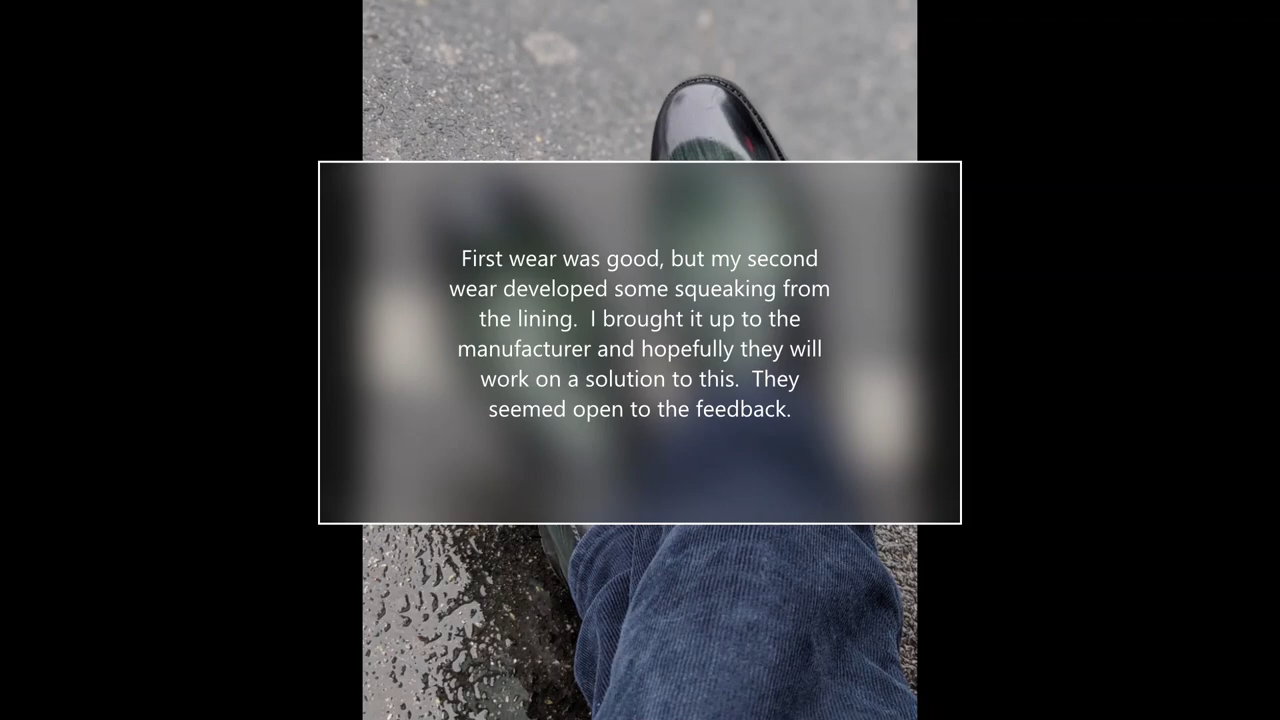 First wear was good, but my second
wear developed some squeaking from
the lining.  I brought it up to the
manufacturer and hopefully they will
work on a solution to this.  They
seemed open to the feedback.